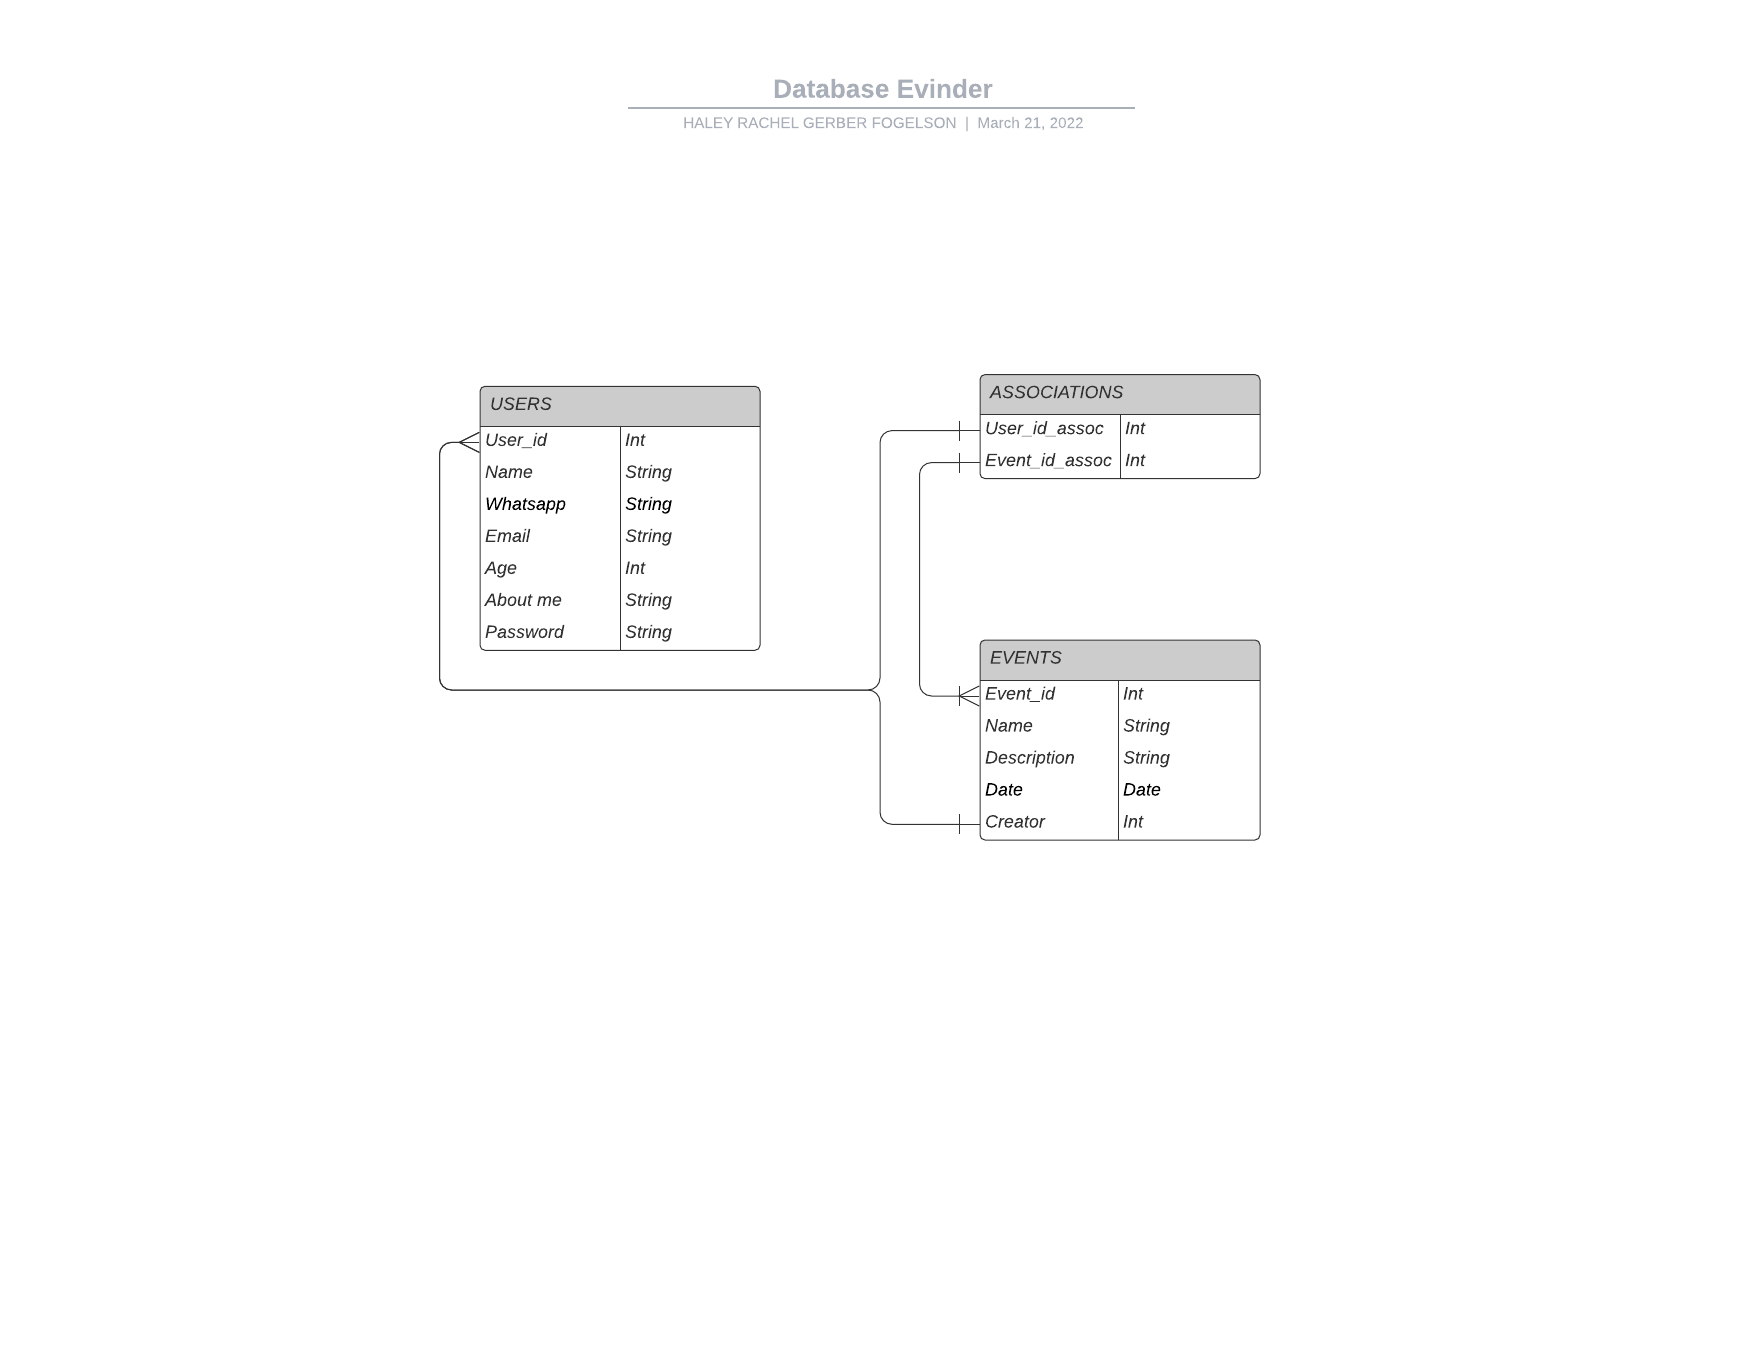 Database Evinder
HALEY RACHEL GERBER FOGELSON | March 21, 2022
USERS
User_id Int
Name String
Whatsapp String
Email String
Age Int
About me String
Password String
ASSOCIATIONS
User_id_assoc Int
Event_id_assoc Int
EVENTS
Event_id Int
Name String
Description String
Date Date
Creator Int